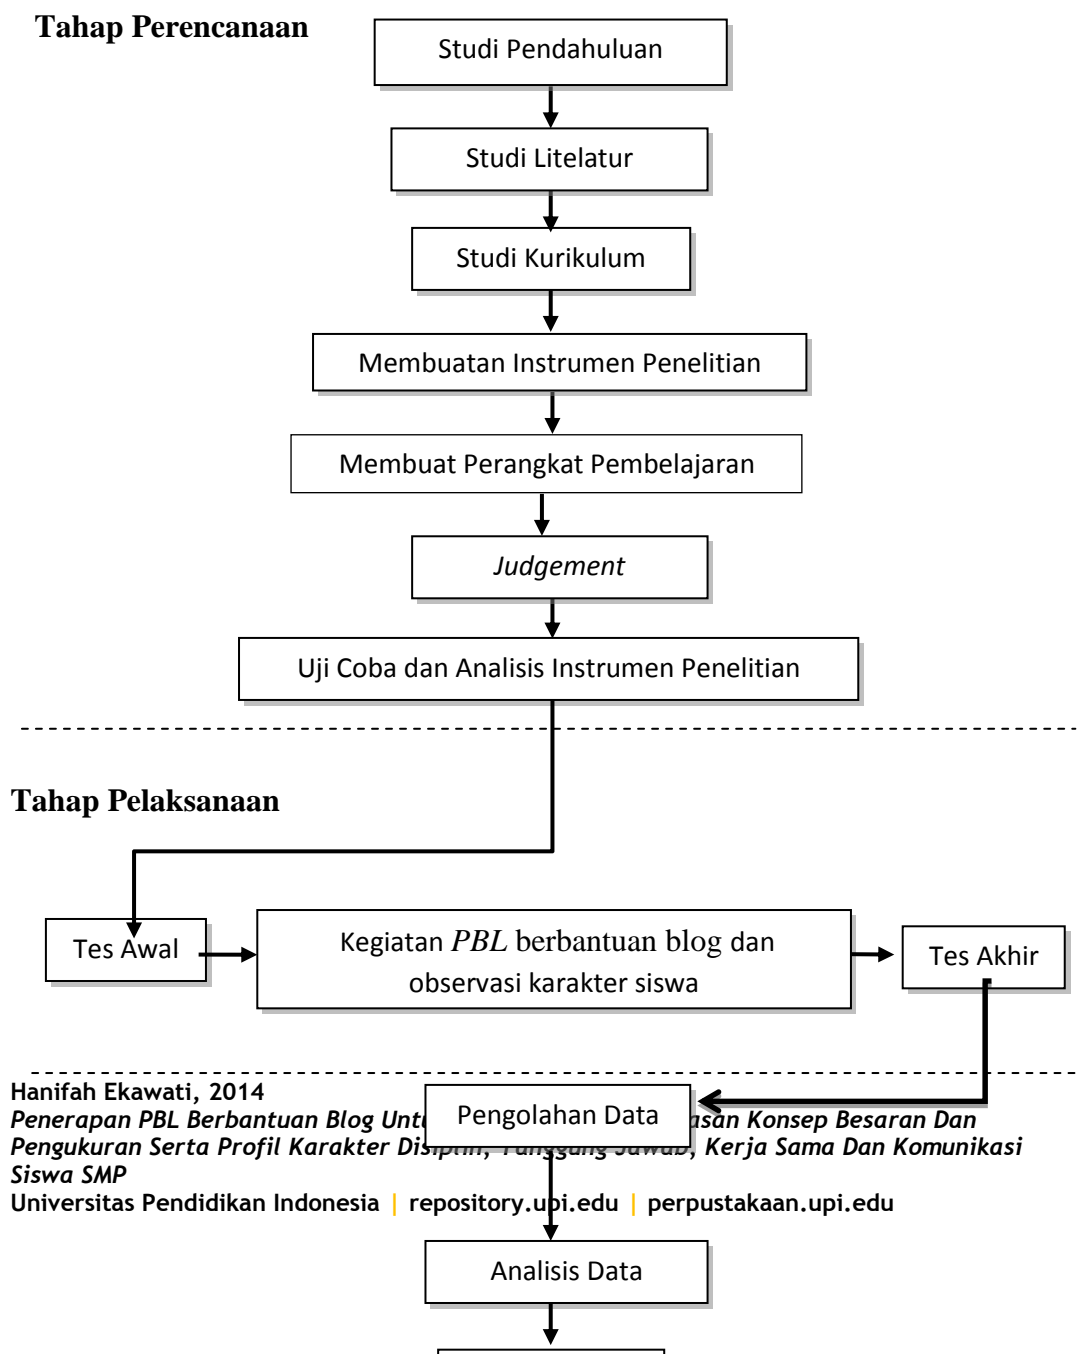 Tahap Perencanaan
Studi Pendahuluan
Studi Litelatur
Studi Kurikulum
Membuatan Instrumen Penelitian
Membuat Perangkat Pembelajaran
Judgement
Uji Coba dan Analisis Instrumen Penelitian
Tahap Pelaksanaan
Tes Awal
Kegiatan PBL berbantuan blog dan
observasi karakter siswa
Tes Akhir
Hanifah Ekawati, 2014
Penerapan PBL Berbantuan Blog Konsep Besaran Dan
Pengolahan Data
Pengukuran Serta Profil Karakter Disiplin, Tanggung Jawab, Kerja Sama Dan Komunikasi
Siswa SMP
Universitas Pendidikan Indonesia | repository.upi.edu | perpustakaan.upi.edu
Analisis Data